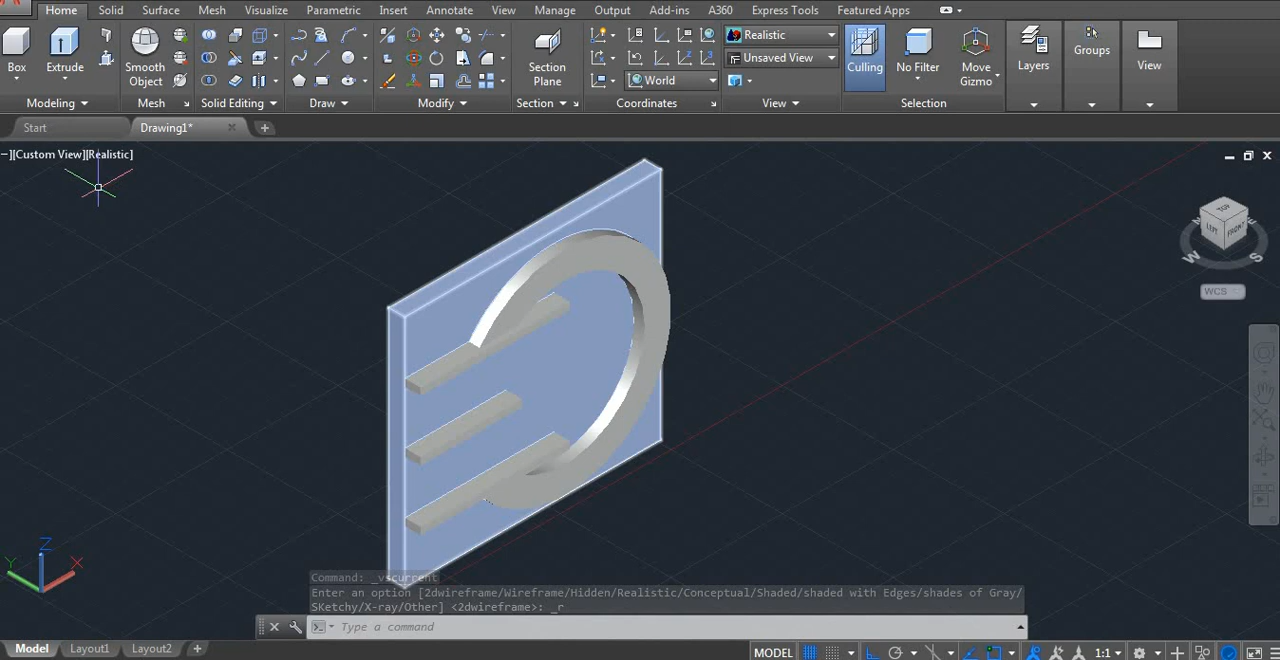 Home Solid Surface Mesh Visualize Parametric Insert Annotate View Manage Output Add-ins A360 Express Tools Featured Apps
Realistic
Unsaved View
World
Box
Extrude
Smooth
Object
Section
Plane
Culling
No Filter
Move
Gizmo
Layers
Groups
View
Modeling Mesh Solid Editing Draw Modify Section Coordinates View Selection
Start Drawing1*
][Custom View][Realistic]
TOP
LEFT
FRONT
W
S
WCS
Z
Y
X
Command: _vscurrent
Enter an option [2dwireframe/Wireframe/Hidden/Realistic/Conceptual/Shaded/shaded with Edges/shades of Gray/
SKetchy/X-ray/Other] <2dwireframe>: _r
Type a command
Model Layout1 Layout2 +
MODEL
1:1